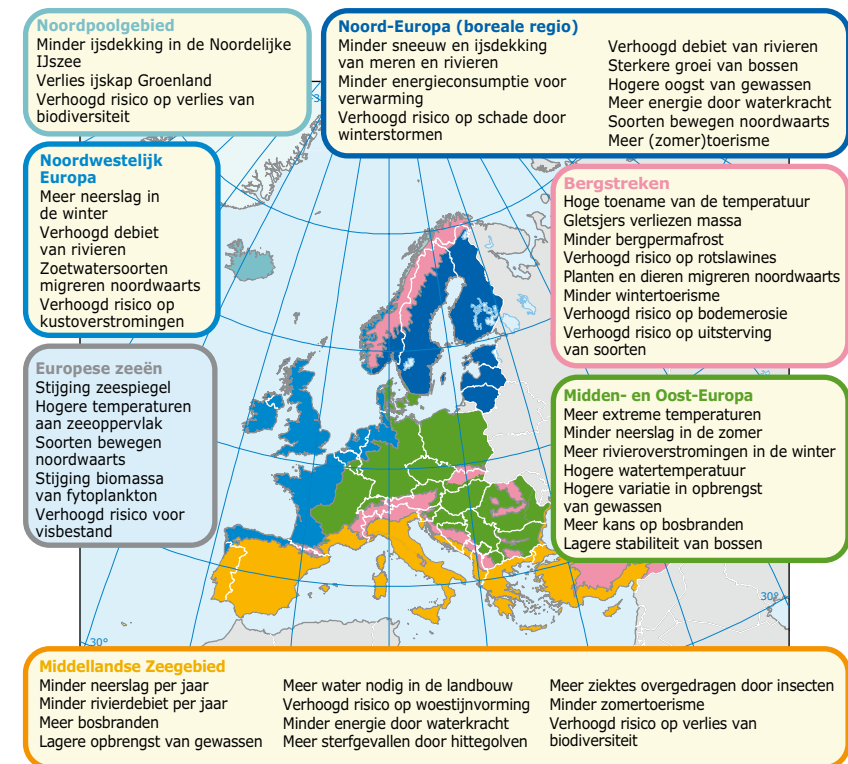 Noordpoolgebied
Minder ijsdekking in de Noordelijke
IJszee
Verlies ijskap Groenland
Verhoogd risico op verlies van
biodiversiteit
Noord-Europa (boreale regio)
Minder sneeuw en ijsdekking
van meren en rivieren
Minder energieconsumptie voor
verwarming
Verhoogd risico op schade door
winterstormen
Verhoogd debiet van rivieren
Sterkere groei van bossen
Hogere oogst van gewassen
Meer energie door waterkracht
Soorten bewegen noordwaarts
Meer (zomer)toerisme
Noordwestelijk
Europa
Meer neerslag in
de winter
Verhoogd debiet
van rivieren
Zoetwatersoorten
migreren noordwaarts
Verhoogd risico op
kustoverstromingen
Bergstreken
Hoge toename van de temperatuur
Gletsjers verliezen massa
Minder bergpermafrost
Verhoogd risico op rotslawines
Planten en dieren migreren noordwaarts
Minder wintertoerisme
Verhoogd risico op bodemerosie
Verhoogd risico op uitsterving
van soorten
Europese zeeën
Stijging zeespiegel
Hogere temperaturen
aan zeeoppervlak
Soorten bewegen
noordwaarts
Stijging biomassa
van fytoplankton
Verhoogd risico voor
visbestand
Midden- en Oost-Europa
Meer extreme temperaturen
Minder neerslag in de zomer
Meer rivieroverstromingen in de winter
Hogere watertemperatuur
Hogere variatie in opbrengst
van gewassen
Meer kans op bosbranden
Lagere stabiliteit van bossen
30°
30°
Middellandse Zeegebied
Minder neerslag per jaar
Minder rivierdebiet per jaar
Meer bosbranden
Lagere opbrengst van gewassen
Meer water nodig in de landbouw
Verhoogd risico op woestijnvorming
Minder energie door waterkracht
Meer sterfgevallen door hittegolven
Meer ziektes overgedragen door insecten
Minder zomertoerisme
Verhoogd risico op verlies van
biodiversiteit